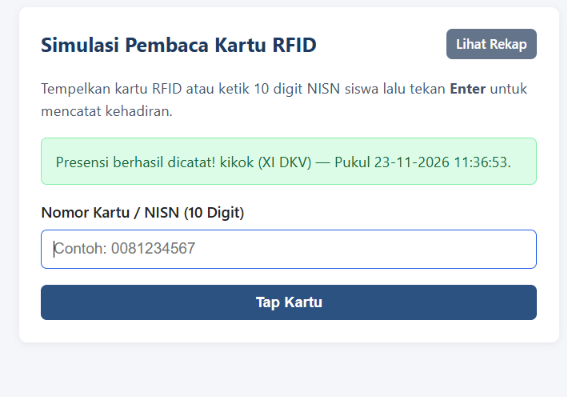 Simulasi Pembaca Kartu RFID
Lihat Rekap
Tempelkan kartu RFID atau ketik 10 digit NISN siswa lalu tekan Enter untuk
mencatat kehadiran.
Presensi berhasil dicatat! kikok (XI DKV) — Pukul 23-11-2026 11:36:53.
Nomor Kartu / NISN (10 Digit)
Contoh: 0081234567
Tap Kartu